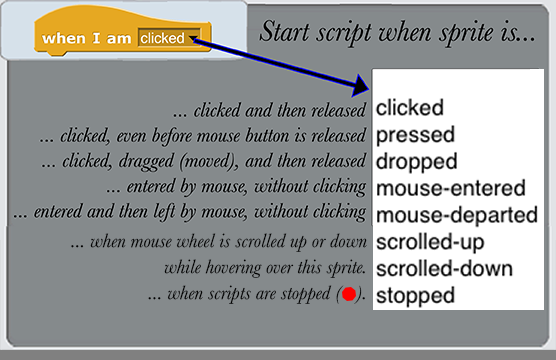 when I am clicked
Start script when sprite is...
... clicked and then released clicked
... clicked, even before mouse button is released pressed
... clicked, dragged (moved), and then released dropped
... entered by mouse, without clicking mouse-entered
... entered and then left by mouse, without clicking mouse-departed
... when mouse wheel is scrolled up or down scrolled-up
while hovering over this sprite. scrolled-down
... when scripts are stopped ( ). stopped